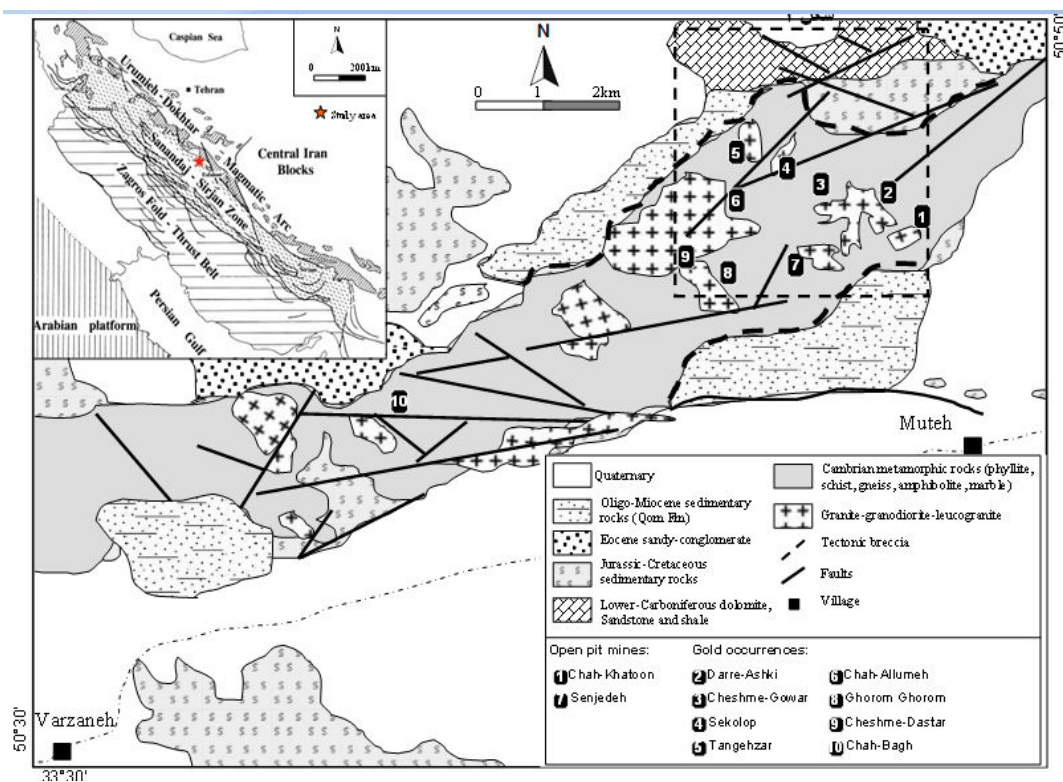 Caspian Sea
N
0 200km
Study area
Tehran
Urumieh-Dokhtar
Magmatic Arc
Sanandaj-Sirjan Zone
Zagros Fold Thrust Belt
Central Iran
Blocks
Persian
Gulf
Arabian platform
N
0 1 2km
50°50'
5
4
3
2
1
6
9
8
7
10
Muteh
Varzaneh
50°30'
33°30'
Quaternary
Oligo-Miocene sedimentary
rocks (Qom Fm)
Eocene sandy-conglomerate
Jurassic-Cretaceous
sedimentary rocks
Lower-Carboniferous dolomite,
Sandstone and shale
Cambrian metamorphic rocks (phyllite,
schist, gneiss, amphibolite, marble)
Granite-granodiorite-leucogranite
Tectonic breccia
Faults
Village
Open pit mines:
1 Chah-Khatoon
7 Senjedeh
Gold occurrences:
2 Darre-Ashki
3 Cheshme-Gowar
4 Sekolop
5 Tangehzar
6 Chah-Allumeh
8 Ghorom Ghorom
9 Cheshme-Dastar
10 Chah-Bagh